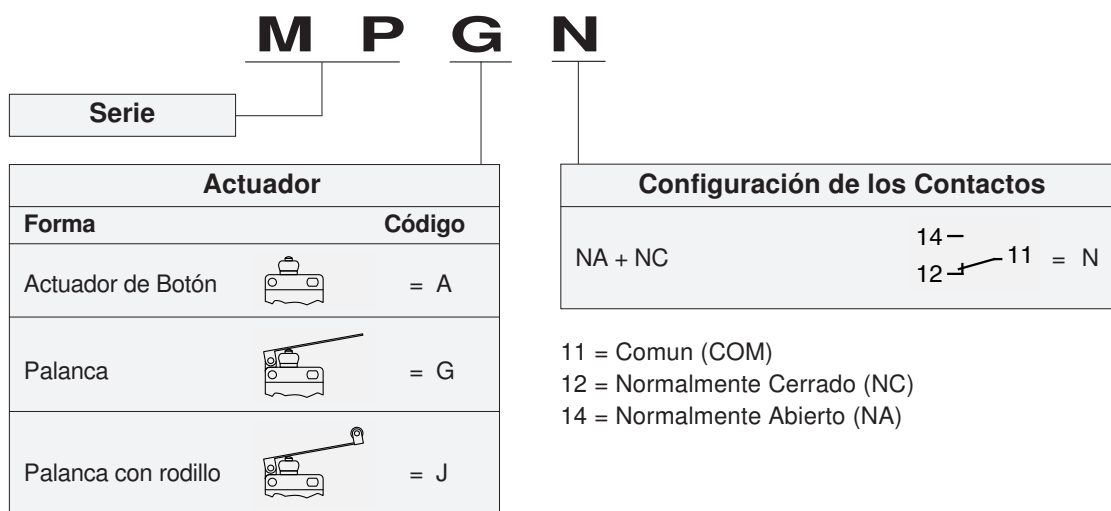 M P G N
Serie
Actuador
Forma Código
Actuador de Botón = A
Palanca = G
Palanca con rodillo = J
Configuración de los Contactos
NA + NC
14
12 11 = N
11 = Comun (COM)
12 = Normalmente Cerrado (NC)
14 = Normalmente Abierto (NA)